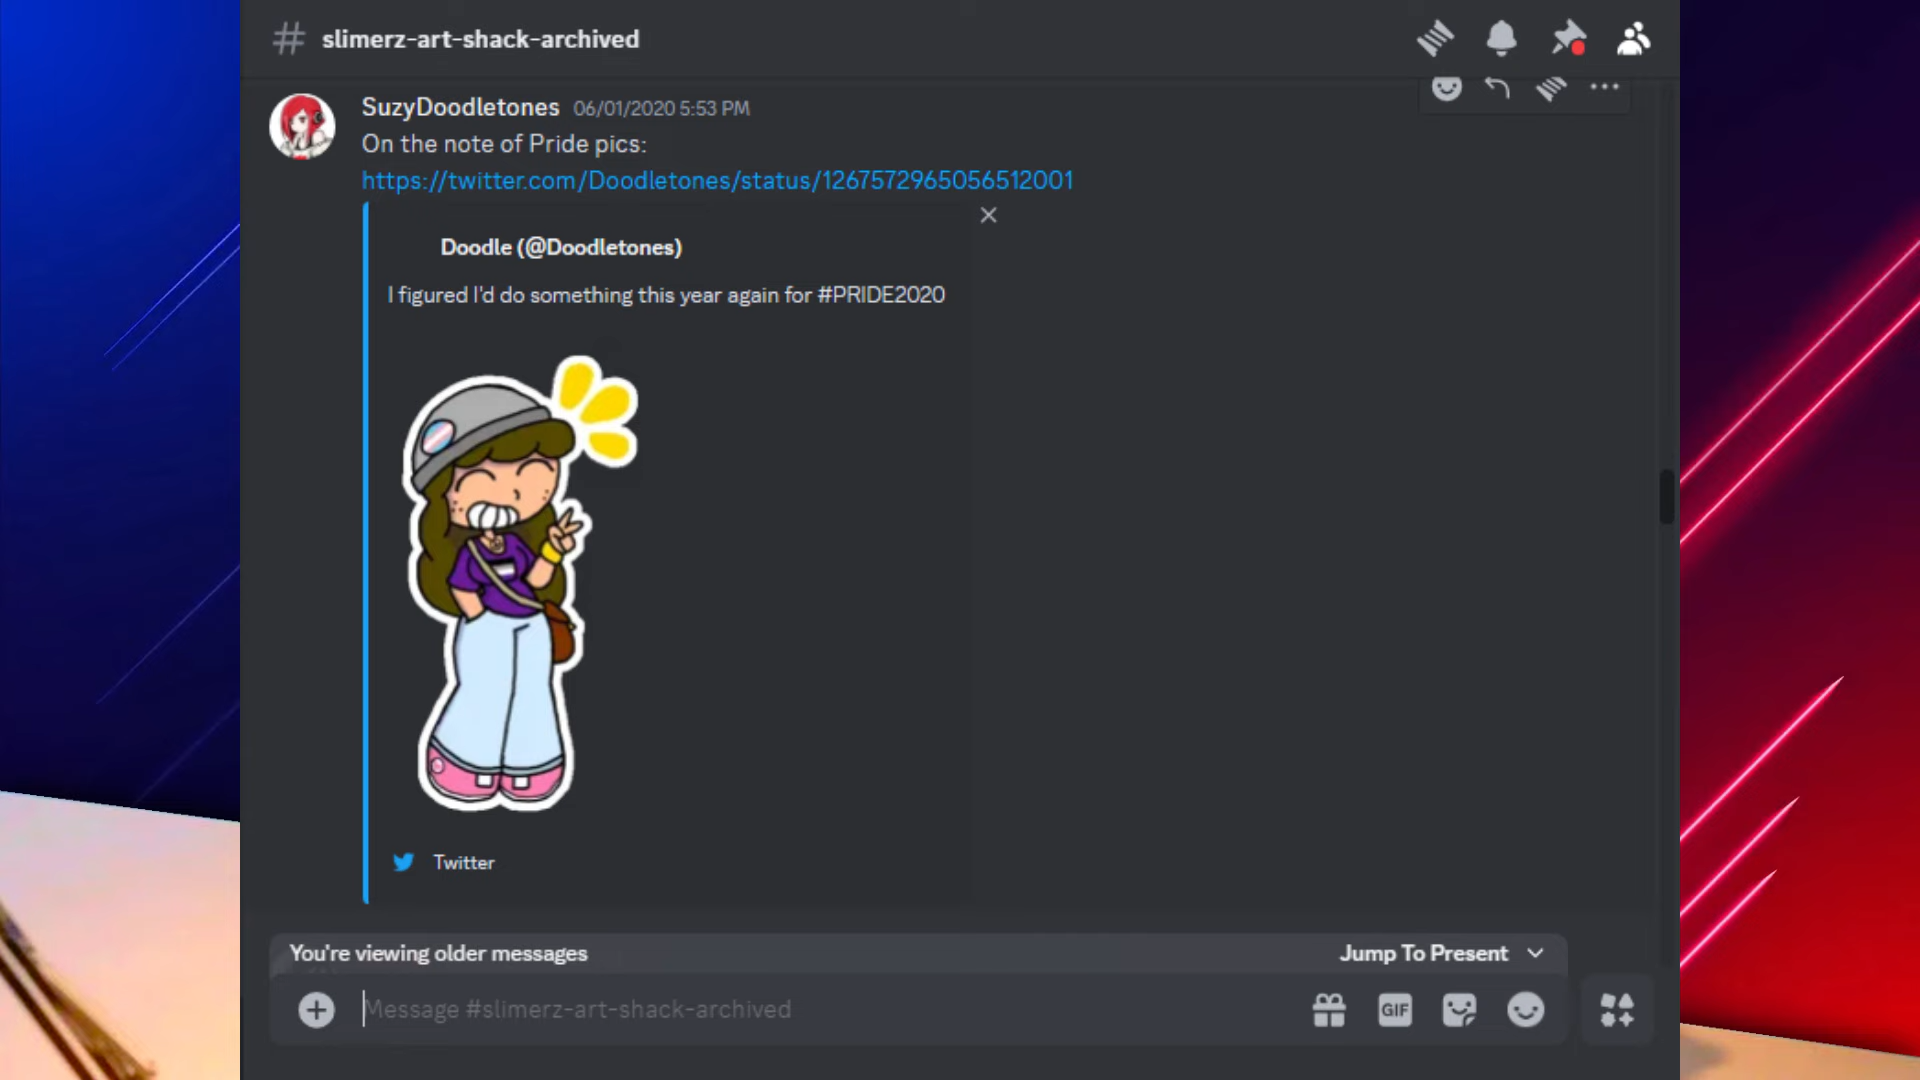 slimerz-art-shack-archived
SuzyDoodletones 06/01/2020 5:53 PM
On the note of Pride pics:
https://twitter.com/Doodletones/status/1267572965056512001
Doodle (@Doodletones)
I figured I'd do something this year again for #PRIDE2020
Twitter
You're viewing older messages
Jump To Present
Message #slimerz-art-shack-archived
GIF